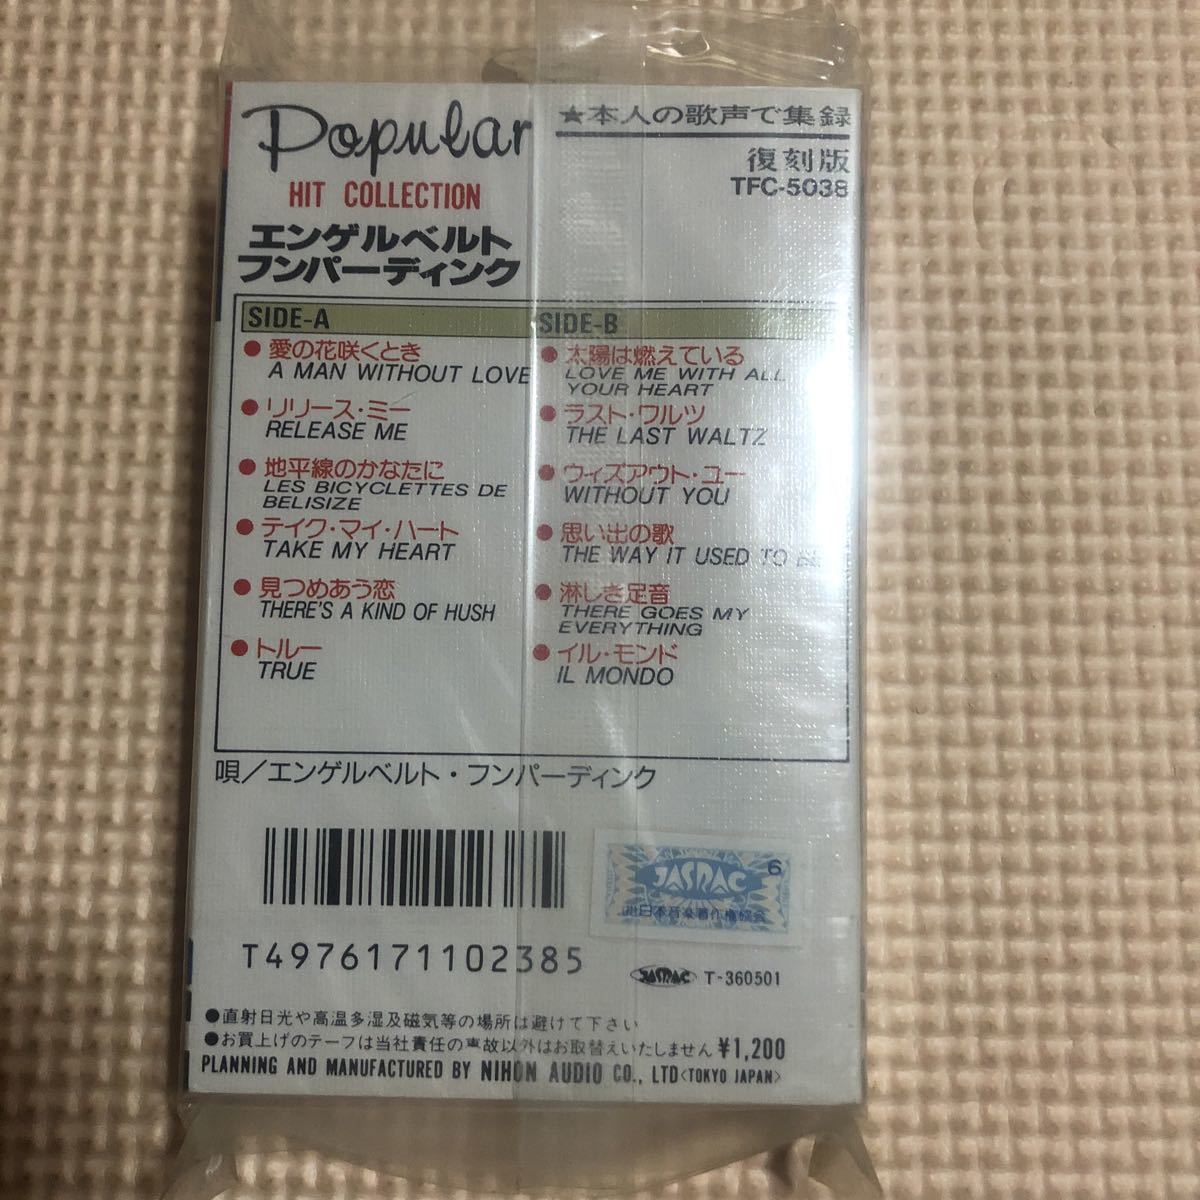 Popular
HIT COLLECTION
エンゲルベルト
フンパーディンク
★本人の歌声で集録
復刻版
TFC-5038
SIDE-A
●愛の花咲くとき
A MAN WITHOUT LOVE
●リリース・ミー
RELEASE ME
●地平線のかなたに
LES BICYCLETTES DE
BELISIZE
●テイク・マイ・ハート
TAKE MY HEART
●見つめあう恋
THERE'S A KIND OF HUSH
●トルー
TRUE
SIDE-B
●太陽は燃えている
LOVE ME WITH ALL
YOUR HEART
●ラスト・ワルツ
THE LAST WALTZ
●ウィズアウト・ユー
WITHOUT YOU
●思い出の歌
THE WAY IT USED TO
●淋しき足音
THERE GOES MY
EVERYTHING
●イル・モンド
IL MONDO
唄/エンゲルベルト・フンパーディンク
JASRAC
6
日本音楽著作権協会
T4976171102385
JASRAC T-360501
●直射日光や高温多湿及磁気等の場所は避けて下さい
●お買上げのテープは当社責任の事故以外はお取替えいたしません ¥1,200
PLANNING AND MANUFACTURED BY NIHON AUDIO CO., LTD<TOKYO JAPAN>